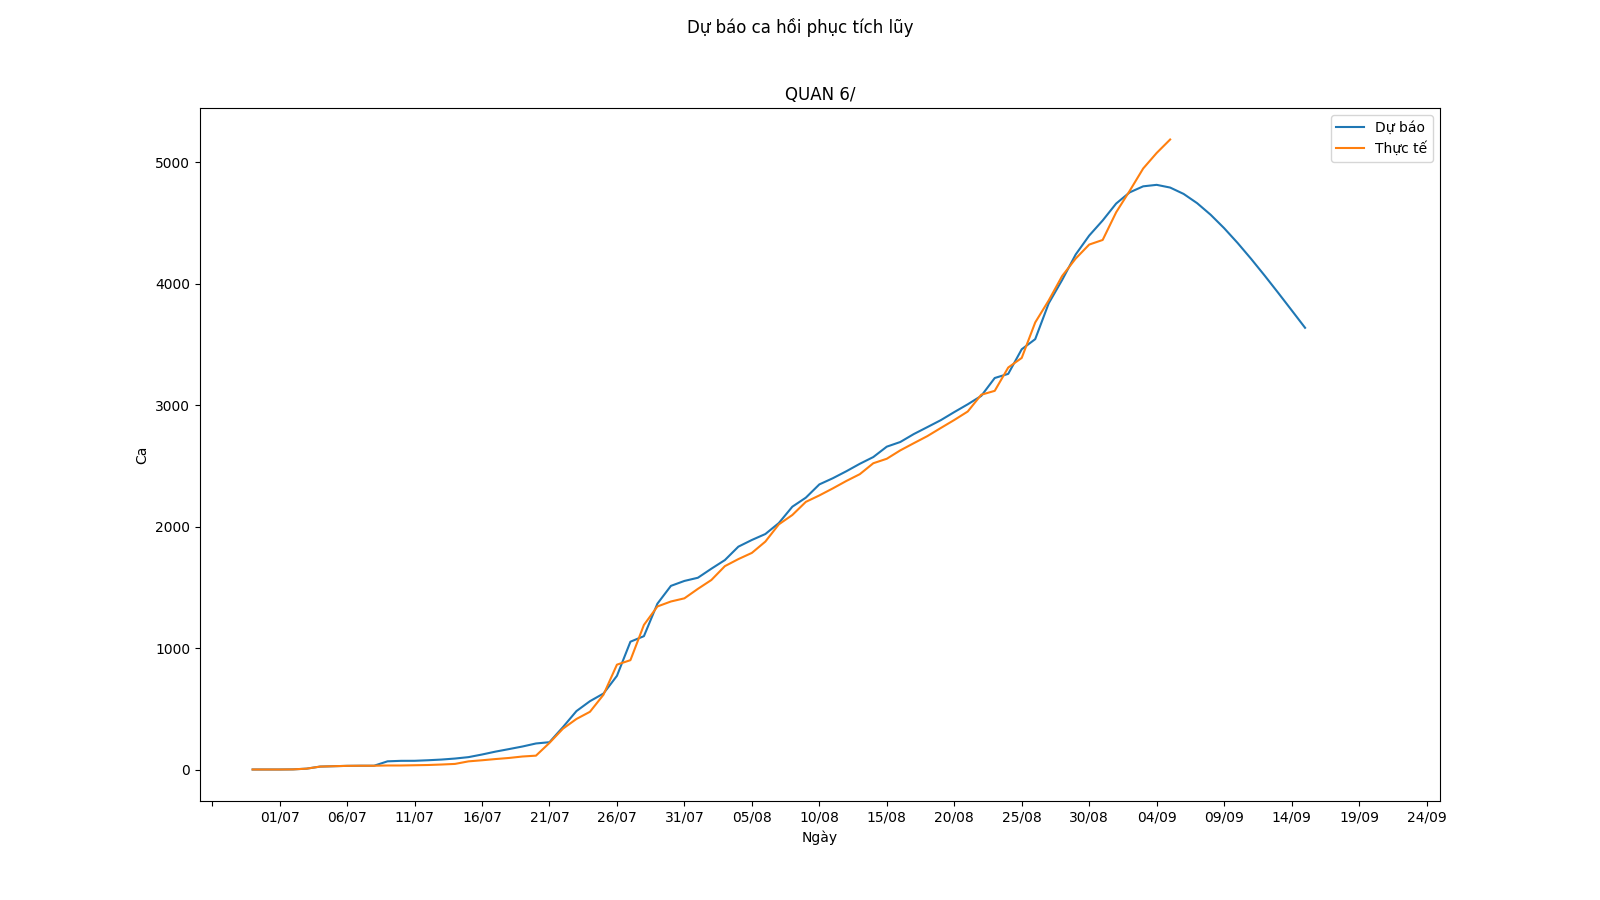 Dự báo ca hồi phục tích lũy
QUAN 6/
Dự báo
Thực tế
5000
4000
3000
2000
1000
0
Ca
01/07 06/07 11/07 16/07 21/07 26/07 31/07 05/08 10/08 15/08 20/08 25/08 30/08 04/09 09/09 14/09 19/09 24/09
Ngày